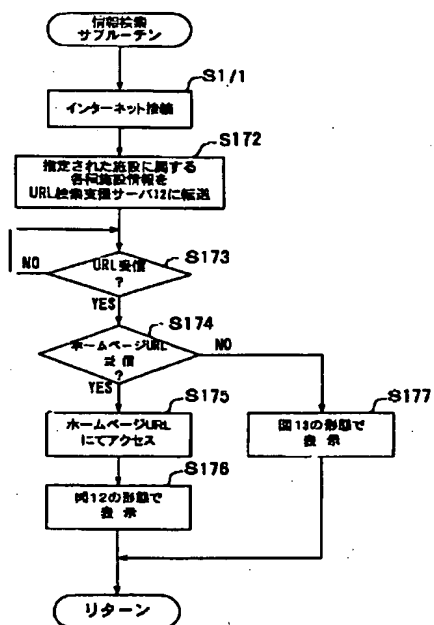 情報検索
サブルーチン
S1/1
インターネット接続
S172
指定された施設に関する
各種施設情報を
URL検索支援サーバ12に転送
S173
URL受信
?
NO
YES
S174
ホームページURL
受信
?
NO
YES
S175
ホームページURL
にてアクセス
S177
図13の形態で
表示
S176
図12の形態で
表示
リターン